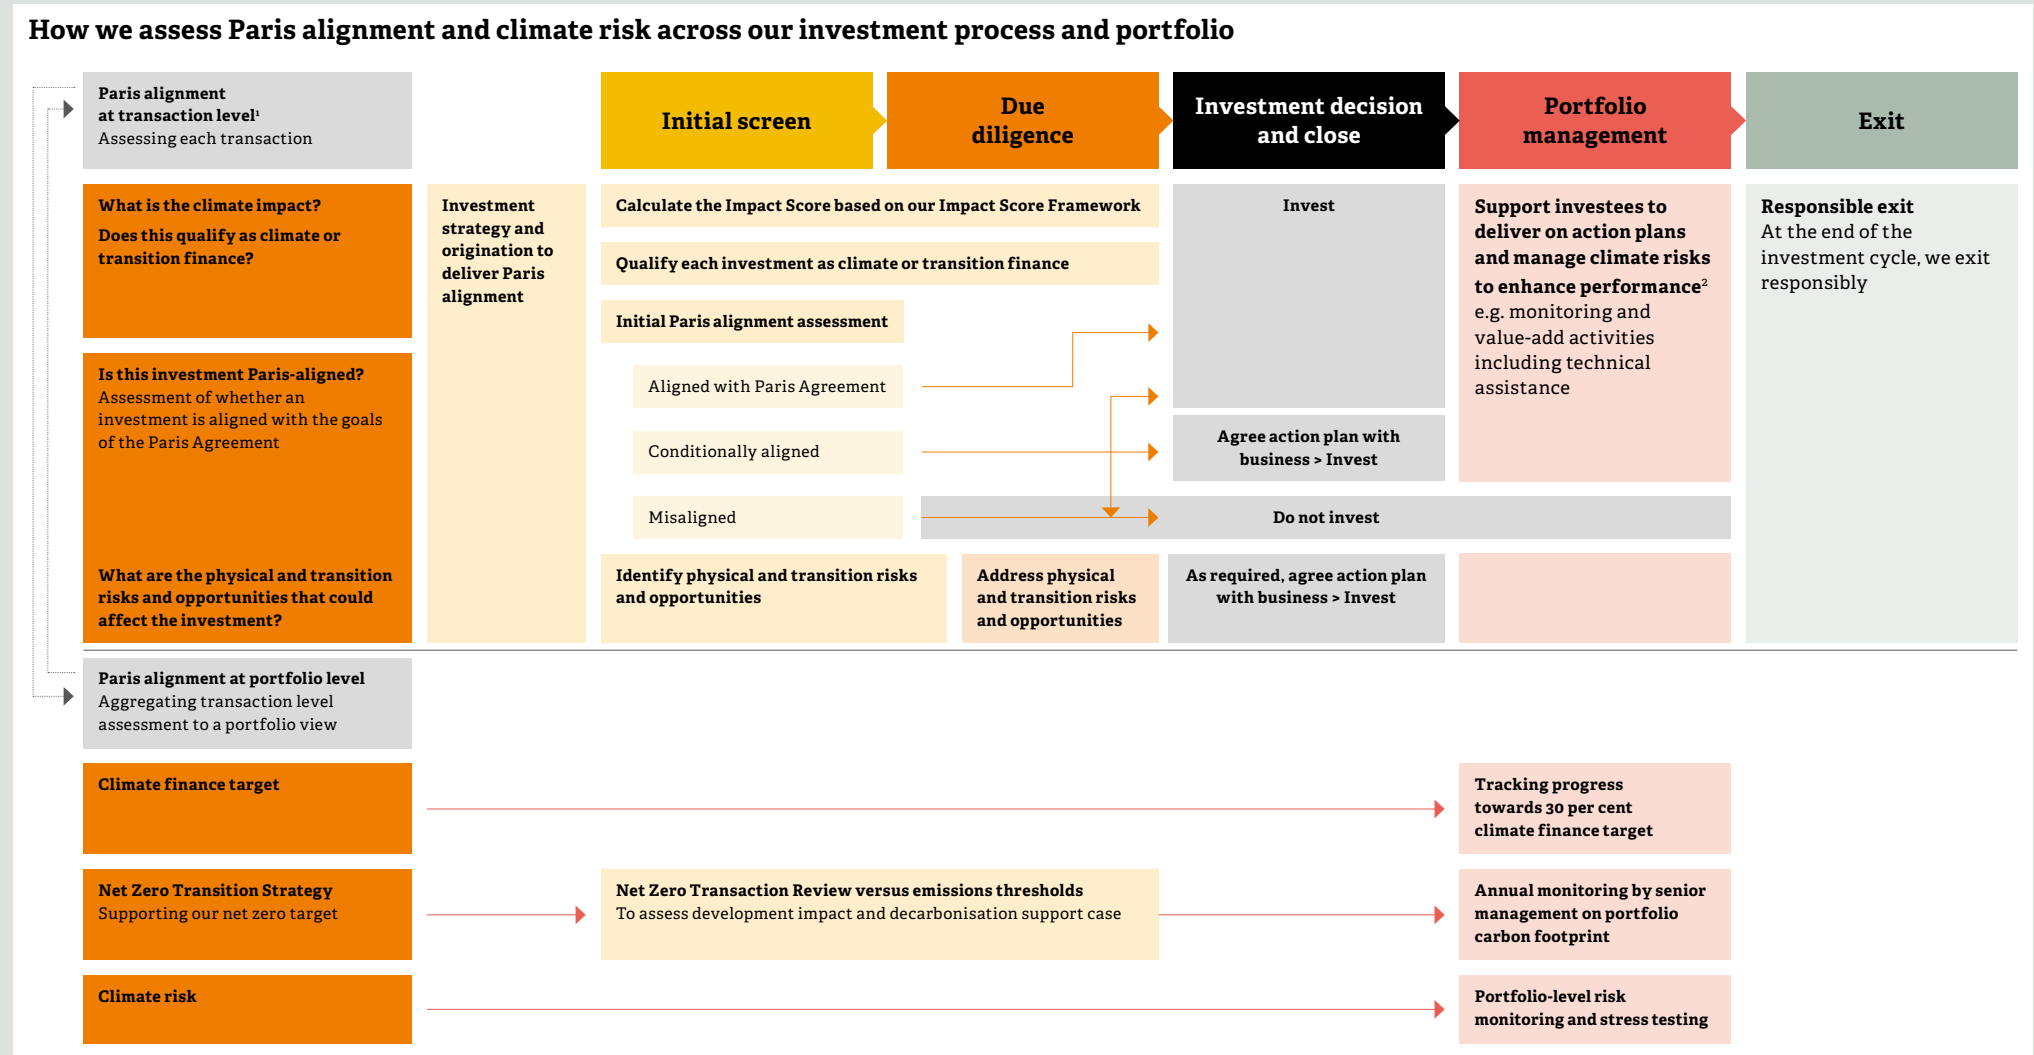 How we assess Paris alignment and climate risk across our investment process and portfolio
Paris alignment
at transaction level¹
Assessing each transaction
Initial screen
Due
diligence
Investment decision
and close
Portfolio
management
Exit
What is the climate impact?
Does this qualify as climate or
transition finance?
Investment
strategy and
origination to
deliver Paris
alignment
Calculate the Impact Score based on our Impact Score Framework
Qualify each investment as climate or transition finance
Initial Paris alignment assessment
Invest
Support investees to
deliver on action plans
and manage climate risks
to enhance performance²
e.g. monitoring and
value-add activities
including technical
assistance
Responsible exit
At the end of the
investment cycle, we exit
responsibly
Is this investment Paris-aligned?
Assessment of whether an
investment is aligned with the goals
of the Paris Agreement
Aligned with Paris Agreement
Conditionally aligned
Agree action plan with
business > Invest
Misaligned
Do not invest
What are the physical and transition
risks and opportunities that could
affect the investment?
Identify physical and transition risks
and opportunities
Address physical
and transition risks
and opportunities
As required, agree action plan
with business > Invest
Paris alignment at portfolio level
Aggregating transaction level
assessment to a portfolio view
Climate finance target
Tracking progress
towards 30 per cent
climate finance target
Net Zero Transition Strategy
Supporting our net zero target
Net Zero Transaction Review versus emissions thresholds
To assess development impact and decarbonisation support case
Annual monitoring by senior
management on portfolio
carbon footprint
Climate risk
Portfolio-level risk
monitoring and stress testing